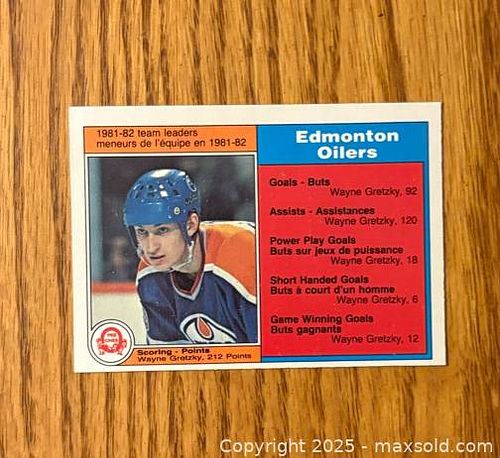 1981-82 team leaders
meneurs de l'équipe en 1981-82
Edmonton
Oilers
Goals - Buts
Wayne Gretzky, 92
Assists - Assistances
Wayne Gretzky, 120
Power Play Goals
Buts sur jeux de puissance
Wayne Gretzky, 18
Short Handed Goals
Buts à court d'un homme
Wayne Gretzky, 6
Game Winning Goals
Buts gagnants
Wayne Gretzky, 12
Scoring - Points
Wayne Gretzky, 212 Points
Copyright © 2025 - maxsold.com